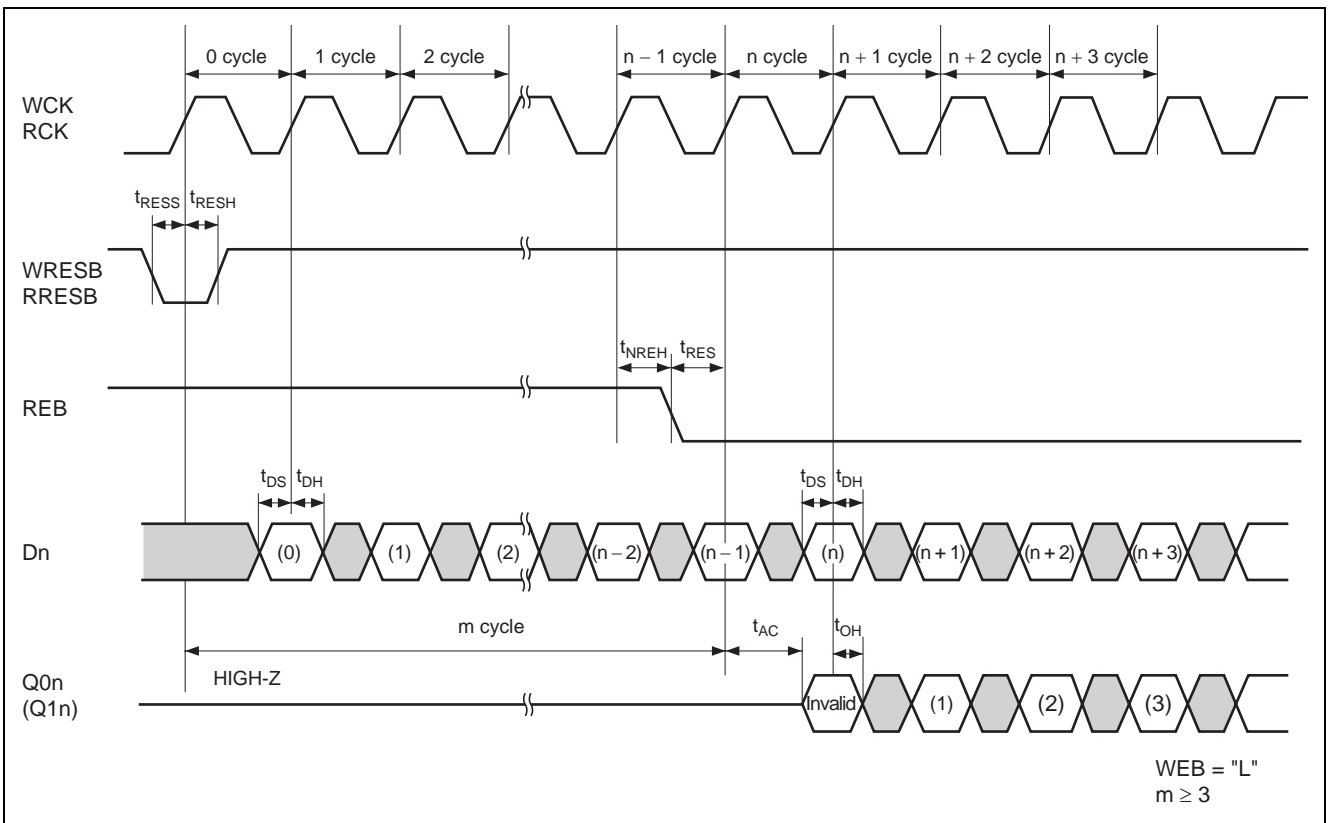 0 cycle 1 cycle 2 cycle n − 1 cycle n cycle n + 1 cycle n + 2 cycle n + 3 cycle
WCK
RCK
tRESS tRESH
WRESB
RRESB
tNREH tRES
REB
tDS tDH tDS tDH
Dn (0) (1) (2) (n − 2) (n − 1) (n) (n + 1) (n + 2) (n + 3)
m cycle tAC tOH
HIGH-Z
Q0n
(Q1n)
Invalid (1) (2) (3)
WEB = "L"
m ≥ 3